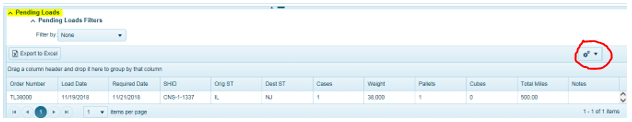 Pending Loads
Pending Loads Filters
Filter by: None
Export to Excel
Drag a column header and drop it here to group by that column
Order Number Load Date Required Date SHID Orig ST Dest ST Cases Weight Pallets Cubes Total Miles Notes
TL38000 11/19/2018 11/21/2018 CNS-1-1337 IL NJ 1 38,000 1 0 500.00
1 1 items per page 1 - 1 of 1 items